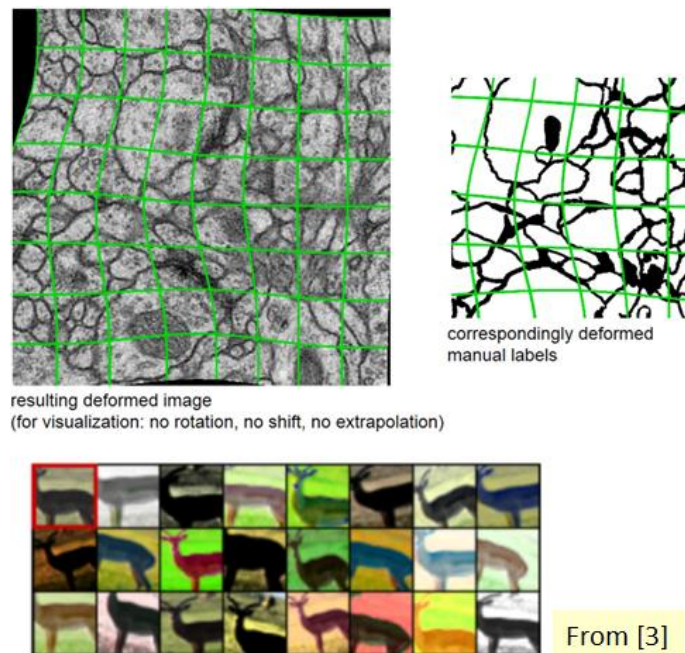 correspondingly deformed
manual labels
resulting deformed image
(for visualization: no rotation, no shift, no extrapolation)
From [3]